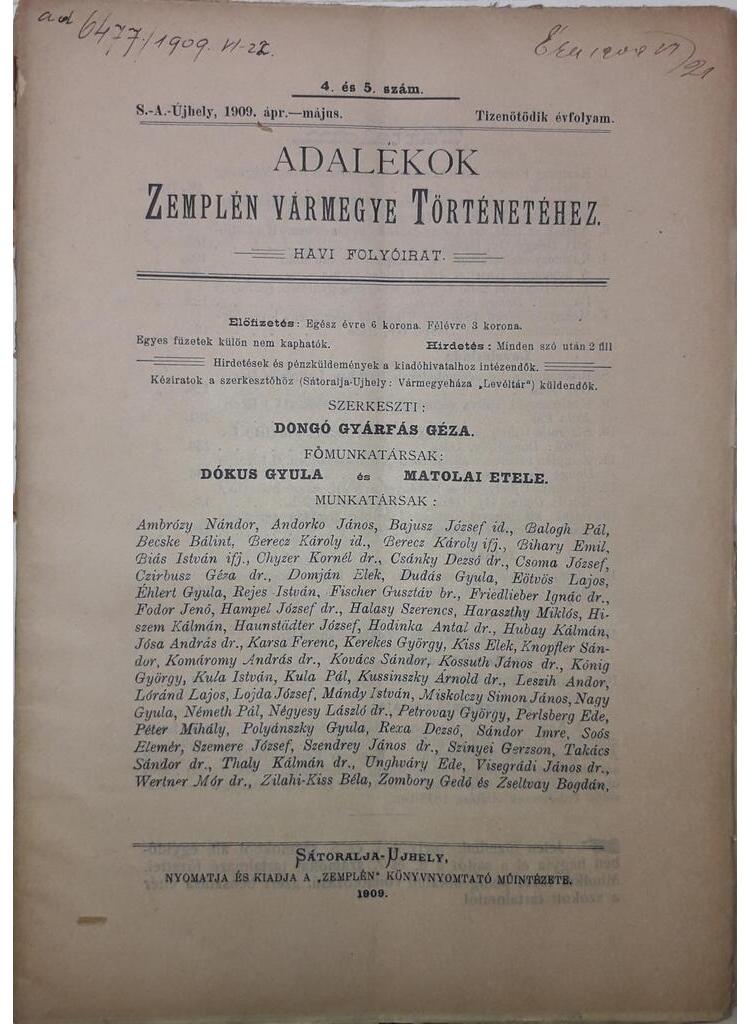 ad 6477/1909. VI-22.
4. és 5. szám.
S.-A.-Újhely, 1909. ápr.—május. Tizenötödik évfolyam.
ADALÉKOK
ZEMPLÉN VÁRMEGYE TÖRTÉNETÉHEZ.
HAVI FOLYÓIRAT.
Előfizetés: Egész évre 6 korona. Félévre 3 korona.
Egyes füzetek külön nem kaphatók. Hirdetés: Minden szó után 2 fill
Hirdetések és pénzküldemények a kiadóhivatalhoz intézendők.
Kéziratok a szerkesztőhöz (Sátoralja-Ujhely: Vármegyeháza „Levéltár") küldendők.
SZERKESZTI:
DONGÓ GYÁRFÁS GÉZA.
FŐMUNKATÁRSAK:
DÓKUS GYULA és MATOLAI ETELE.
MUNKATÁRSAK :
Ambrózy Nándor, Andorko János, Bajusz József id., Balogh Pál,
Becske Bálint, Berecz Károly id., Berecz Károly ifj., Bihary Emil,
Biás István ifj., Chyzer Kornél dr., Csánky Dezső dr., Csoma József,
Czirbusz Géza dr., Domján Elek, Dudás Gyula, Eötvös Lajos,
Éhlert Gyula, Rejes István, Fischer Gusztáv br., Friedlieber Ignác dr.,
Fodor Jenő, Hampel József dr., Halasy Szerencs, Haraszthy Miklós, Hi-
szem Kálmán, Haunstädter József, Hodinka Antal dr., Hubay Kálmán,
Jósa András dr., Karsa Ferenc, Kerekes György, Kiss Elek, Knopfler Sán-
dor, Komáromy András dr., Kovács Sándor, Kossuth János dr., König
György, Kula István, Kula Pál, Kussinszky Arnold dr., Leszih Andor,
Lóránd Lajos, Lojda József, Mándy István, Miskolczy Simon János, Nagy
Gyula, Németh Pál, Négyesy László dr., Petrovay György, Perlsberg Ede,
Péter Mihály, Polyánszky Gyula, Rexa Dezső, Sándor Imre, Soós
Elemér, Szemere József, Szendrey János dr., Szinyei Gerzson, Takács
Sándor dr., Thaly Kálmán dr., Unghváry Ede, Visegrádi János dr.,
Wertner Mór dr., Zilahi-Kiss Béla, Zombory Gedő és Zseltvay Bogdán,
SÁTORALJA-UJHELY,
NYOMATJA ÉS KIADJA A „ZEMPLÉN" KÖNYVNYOMTATÓ MŰINTÉZETE.
1909.